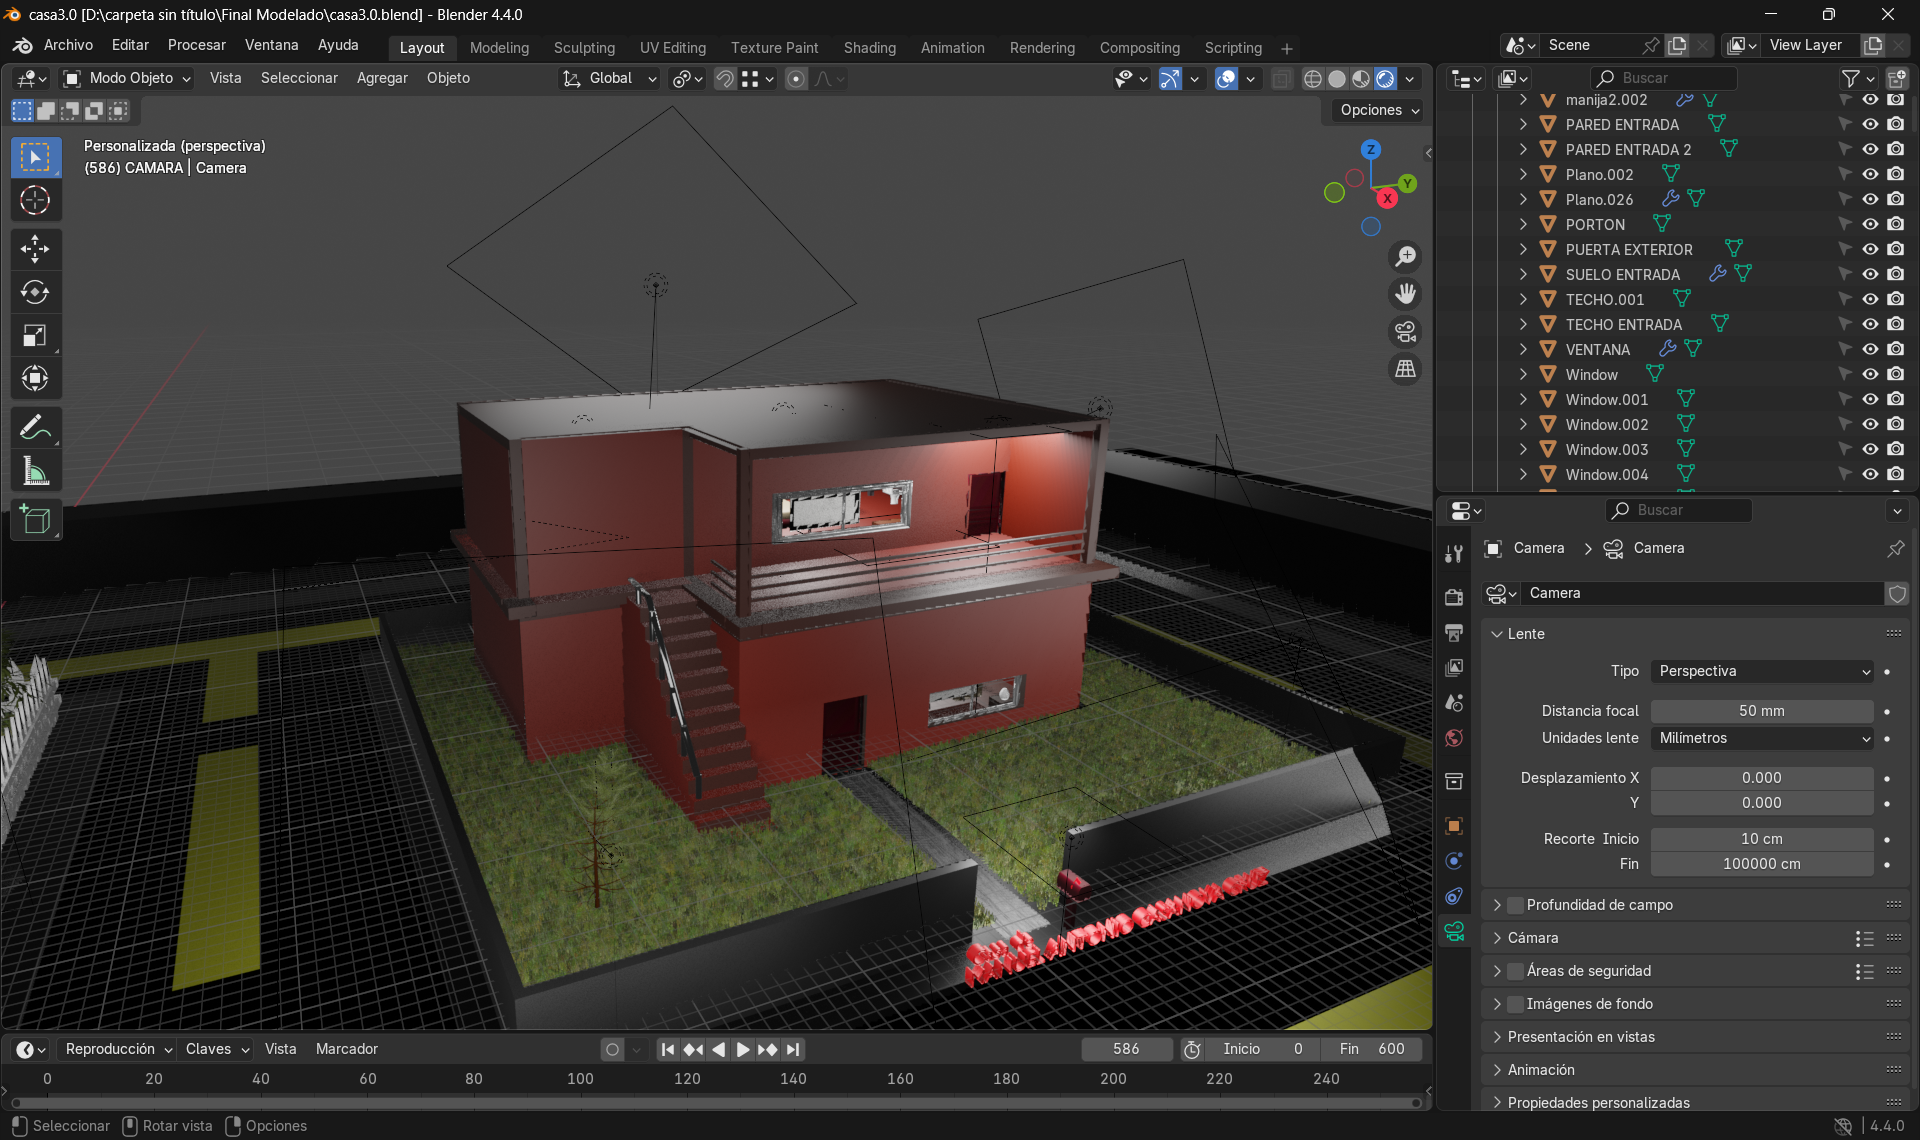 casa3.0 [D:\carpeta sin título\Final Modelado\casa3.0.blend] - Blender 4.4.0
Archivo Editar Procesar Ventana Ayuda Layout Modeling Sculpting UV Editing Texture Paint Shading Animation Rendering Compositing Scripting Scene View Layer
Modo Objeto Vista Seleccionar Agregar Objeto Global
Opciones
Personalizada (perspectiva)
(586) CAMARA | Camera
Z
Y
X
Buscar
manija2.002
PARED ENTRADA
PARED ENTRADA 2
Plano.002
Plano.026
PORTON
PUERTA EXTERIOR
SUELO ENTRADA
TECHO.001
TECHO ENTRADA
VENTANA
Window
Window.001
Window.002
Window.003
Window.004
Buscar
Camera Camera
Camera
Lente
Tipo Perspectiva
Distancia focal 50 mm
Unidades lente Milímetros
Desplazamiento X 0.000
Y 0.000
Recorte Inicio 10 cm
Fin 100000 cm
Profundidad de campo
Cámara
Áreas de seguridad
Imágenes de fondo
Presentación en vistas
Animación
Propiedades personalizadas
Reproducción Claves Vista Marcador 586 Inicio 0 Fin 600
0 20 40 60 80 100 120 140 160 180 200 220 240
Seleccionar Rotar vista Opciones 4.4.0